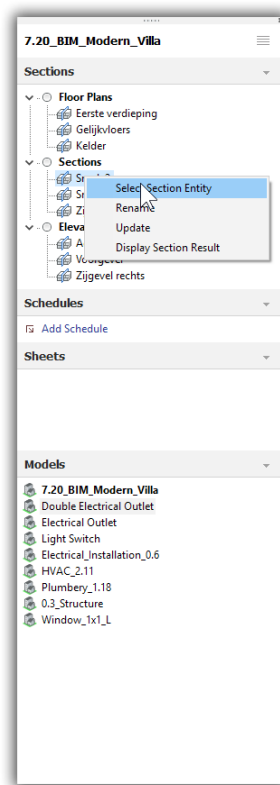 7.20_BIM_Modern_Villa
Sections
Floor Plans
Eerste verdieping
Gelijkvloers
Kelder
Sections
Select Section Entity
Rename
Update
Display Section Result
Zijgevel rechts
Schedules
Add Schedule
Sheets
Models
7.20_BIM_Modern_Villa
Double Electrical Outlet
Electrical Outlet
Light Switch
Electrical_Installation_0.6
HVAC_2.11
Plumbery_1.18
0.3_Structure
Window_1x1_L